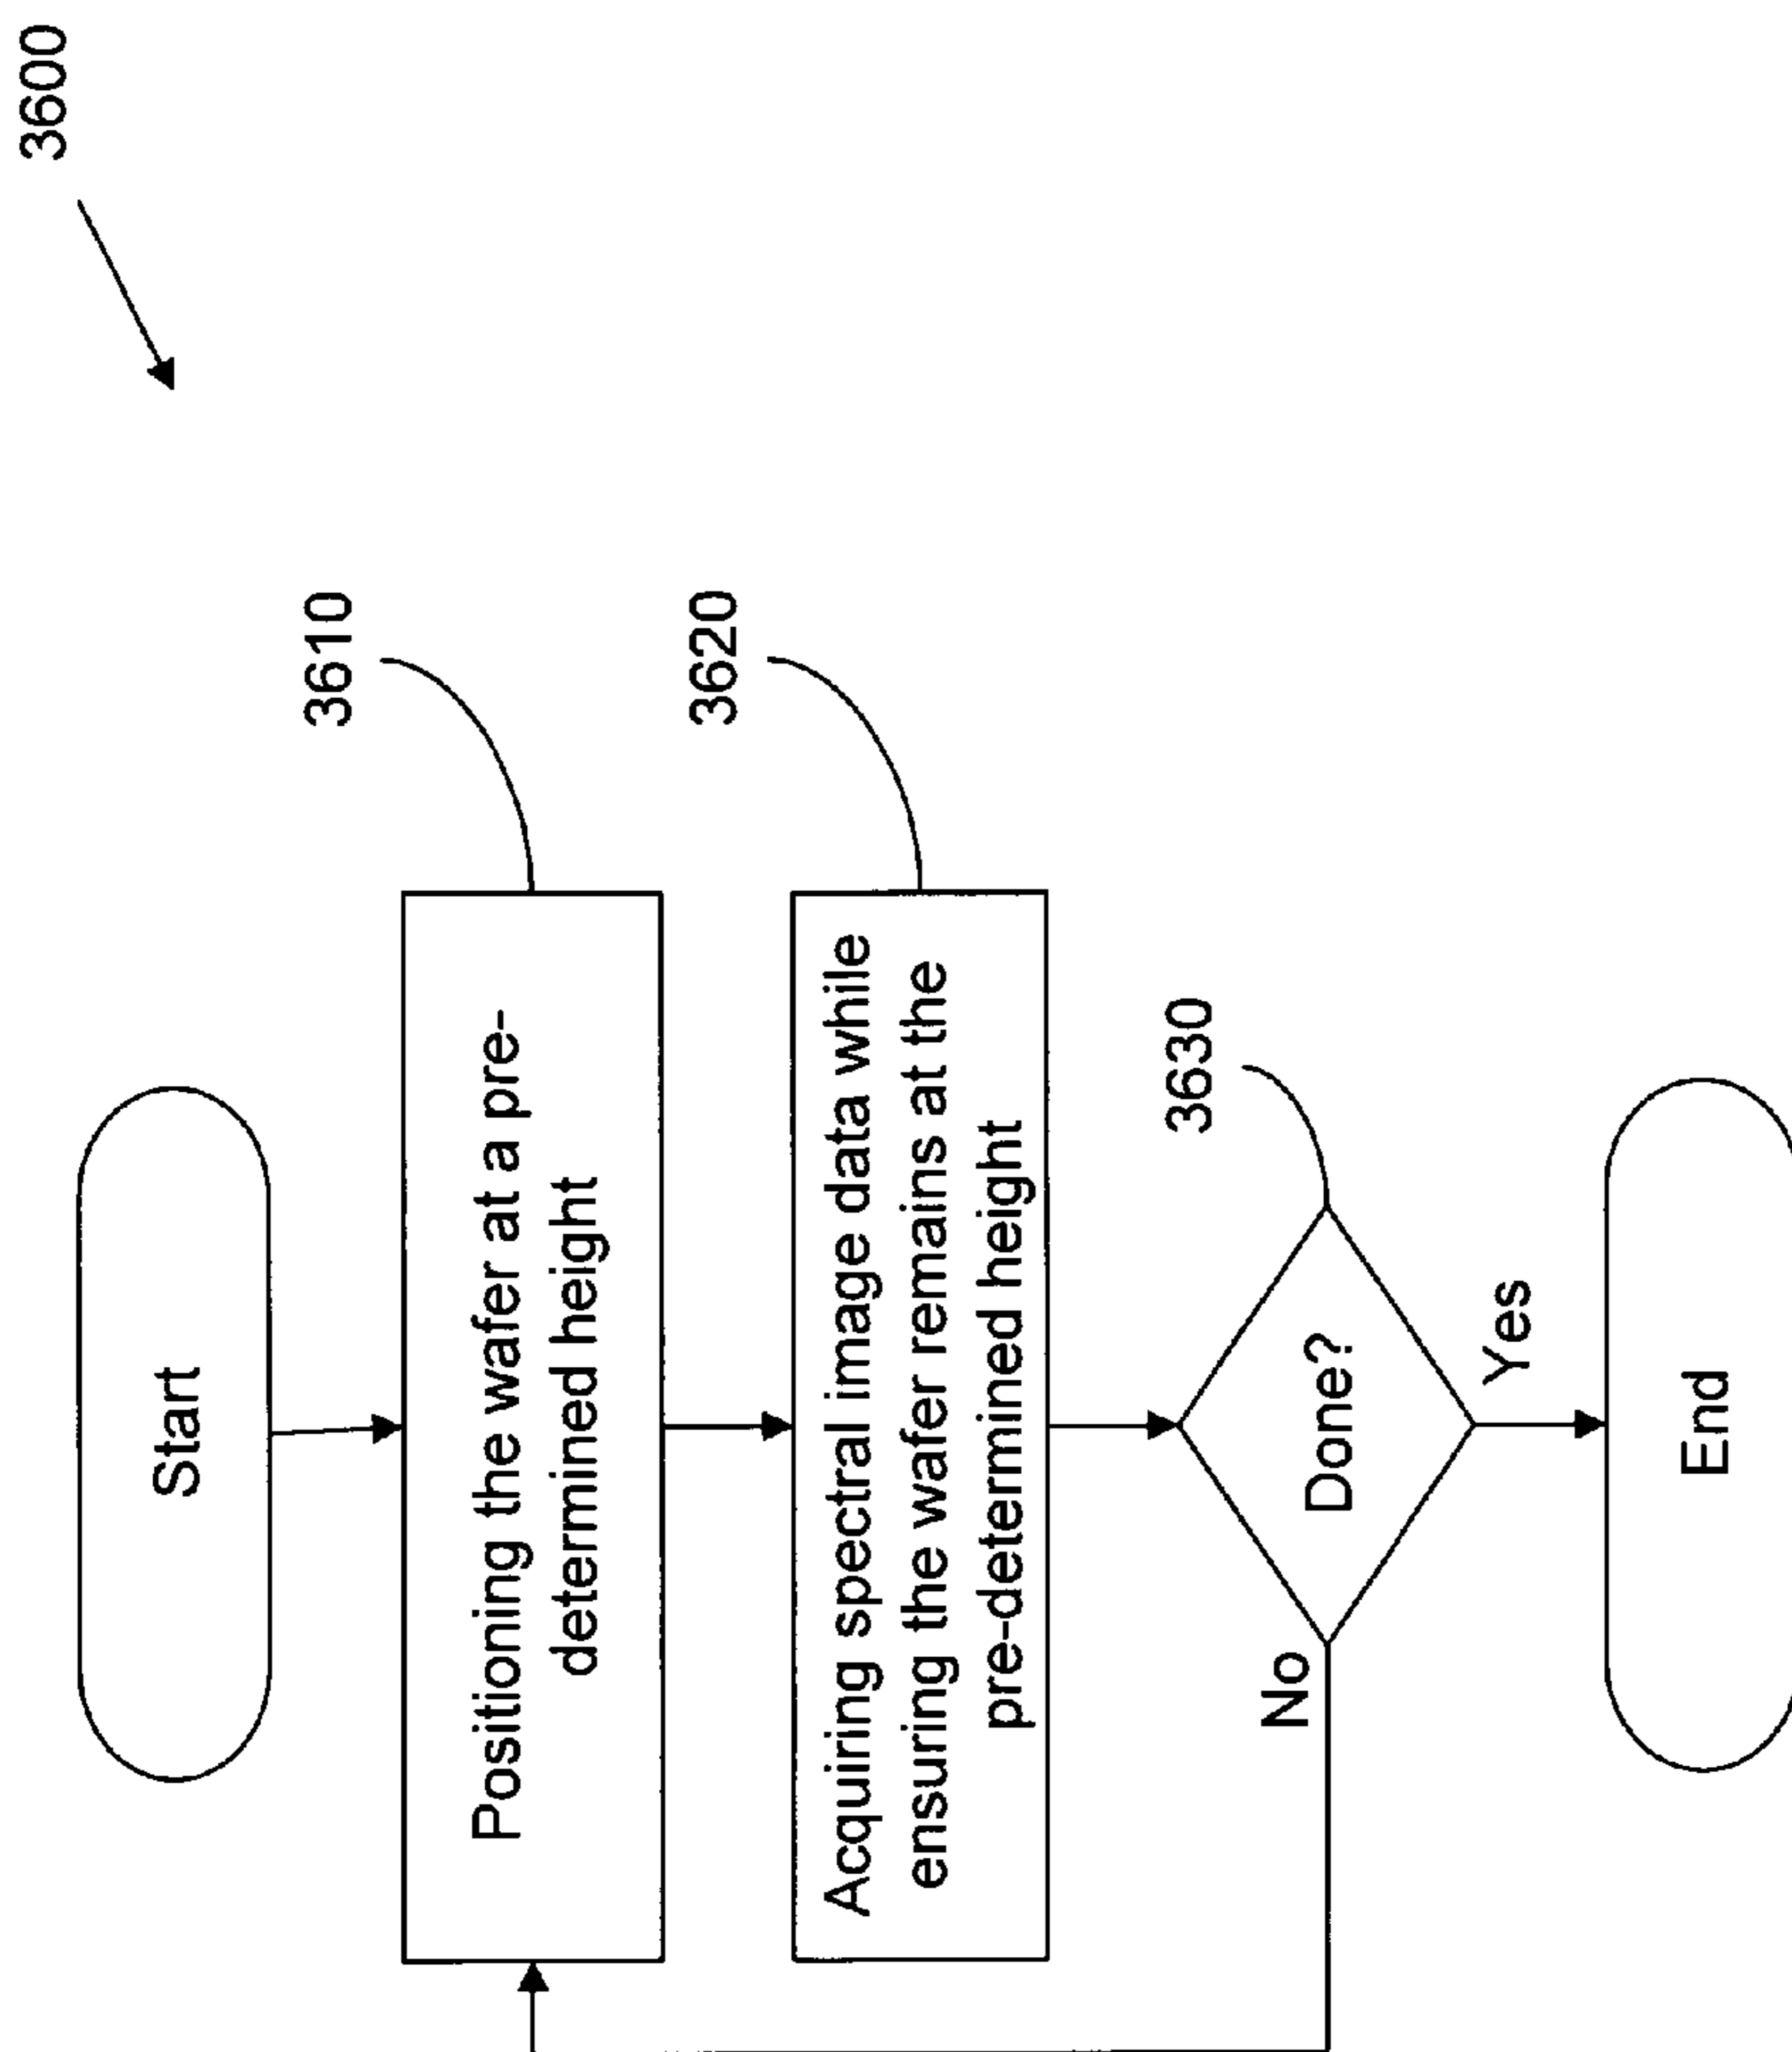 3600
Start
3610
Positioning the wafer at a pre-
determined height
3620
Acquiring spectral image data while
ensuring the wafer remains at the
pre-determined height
3630
Done?
No
Yes
End